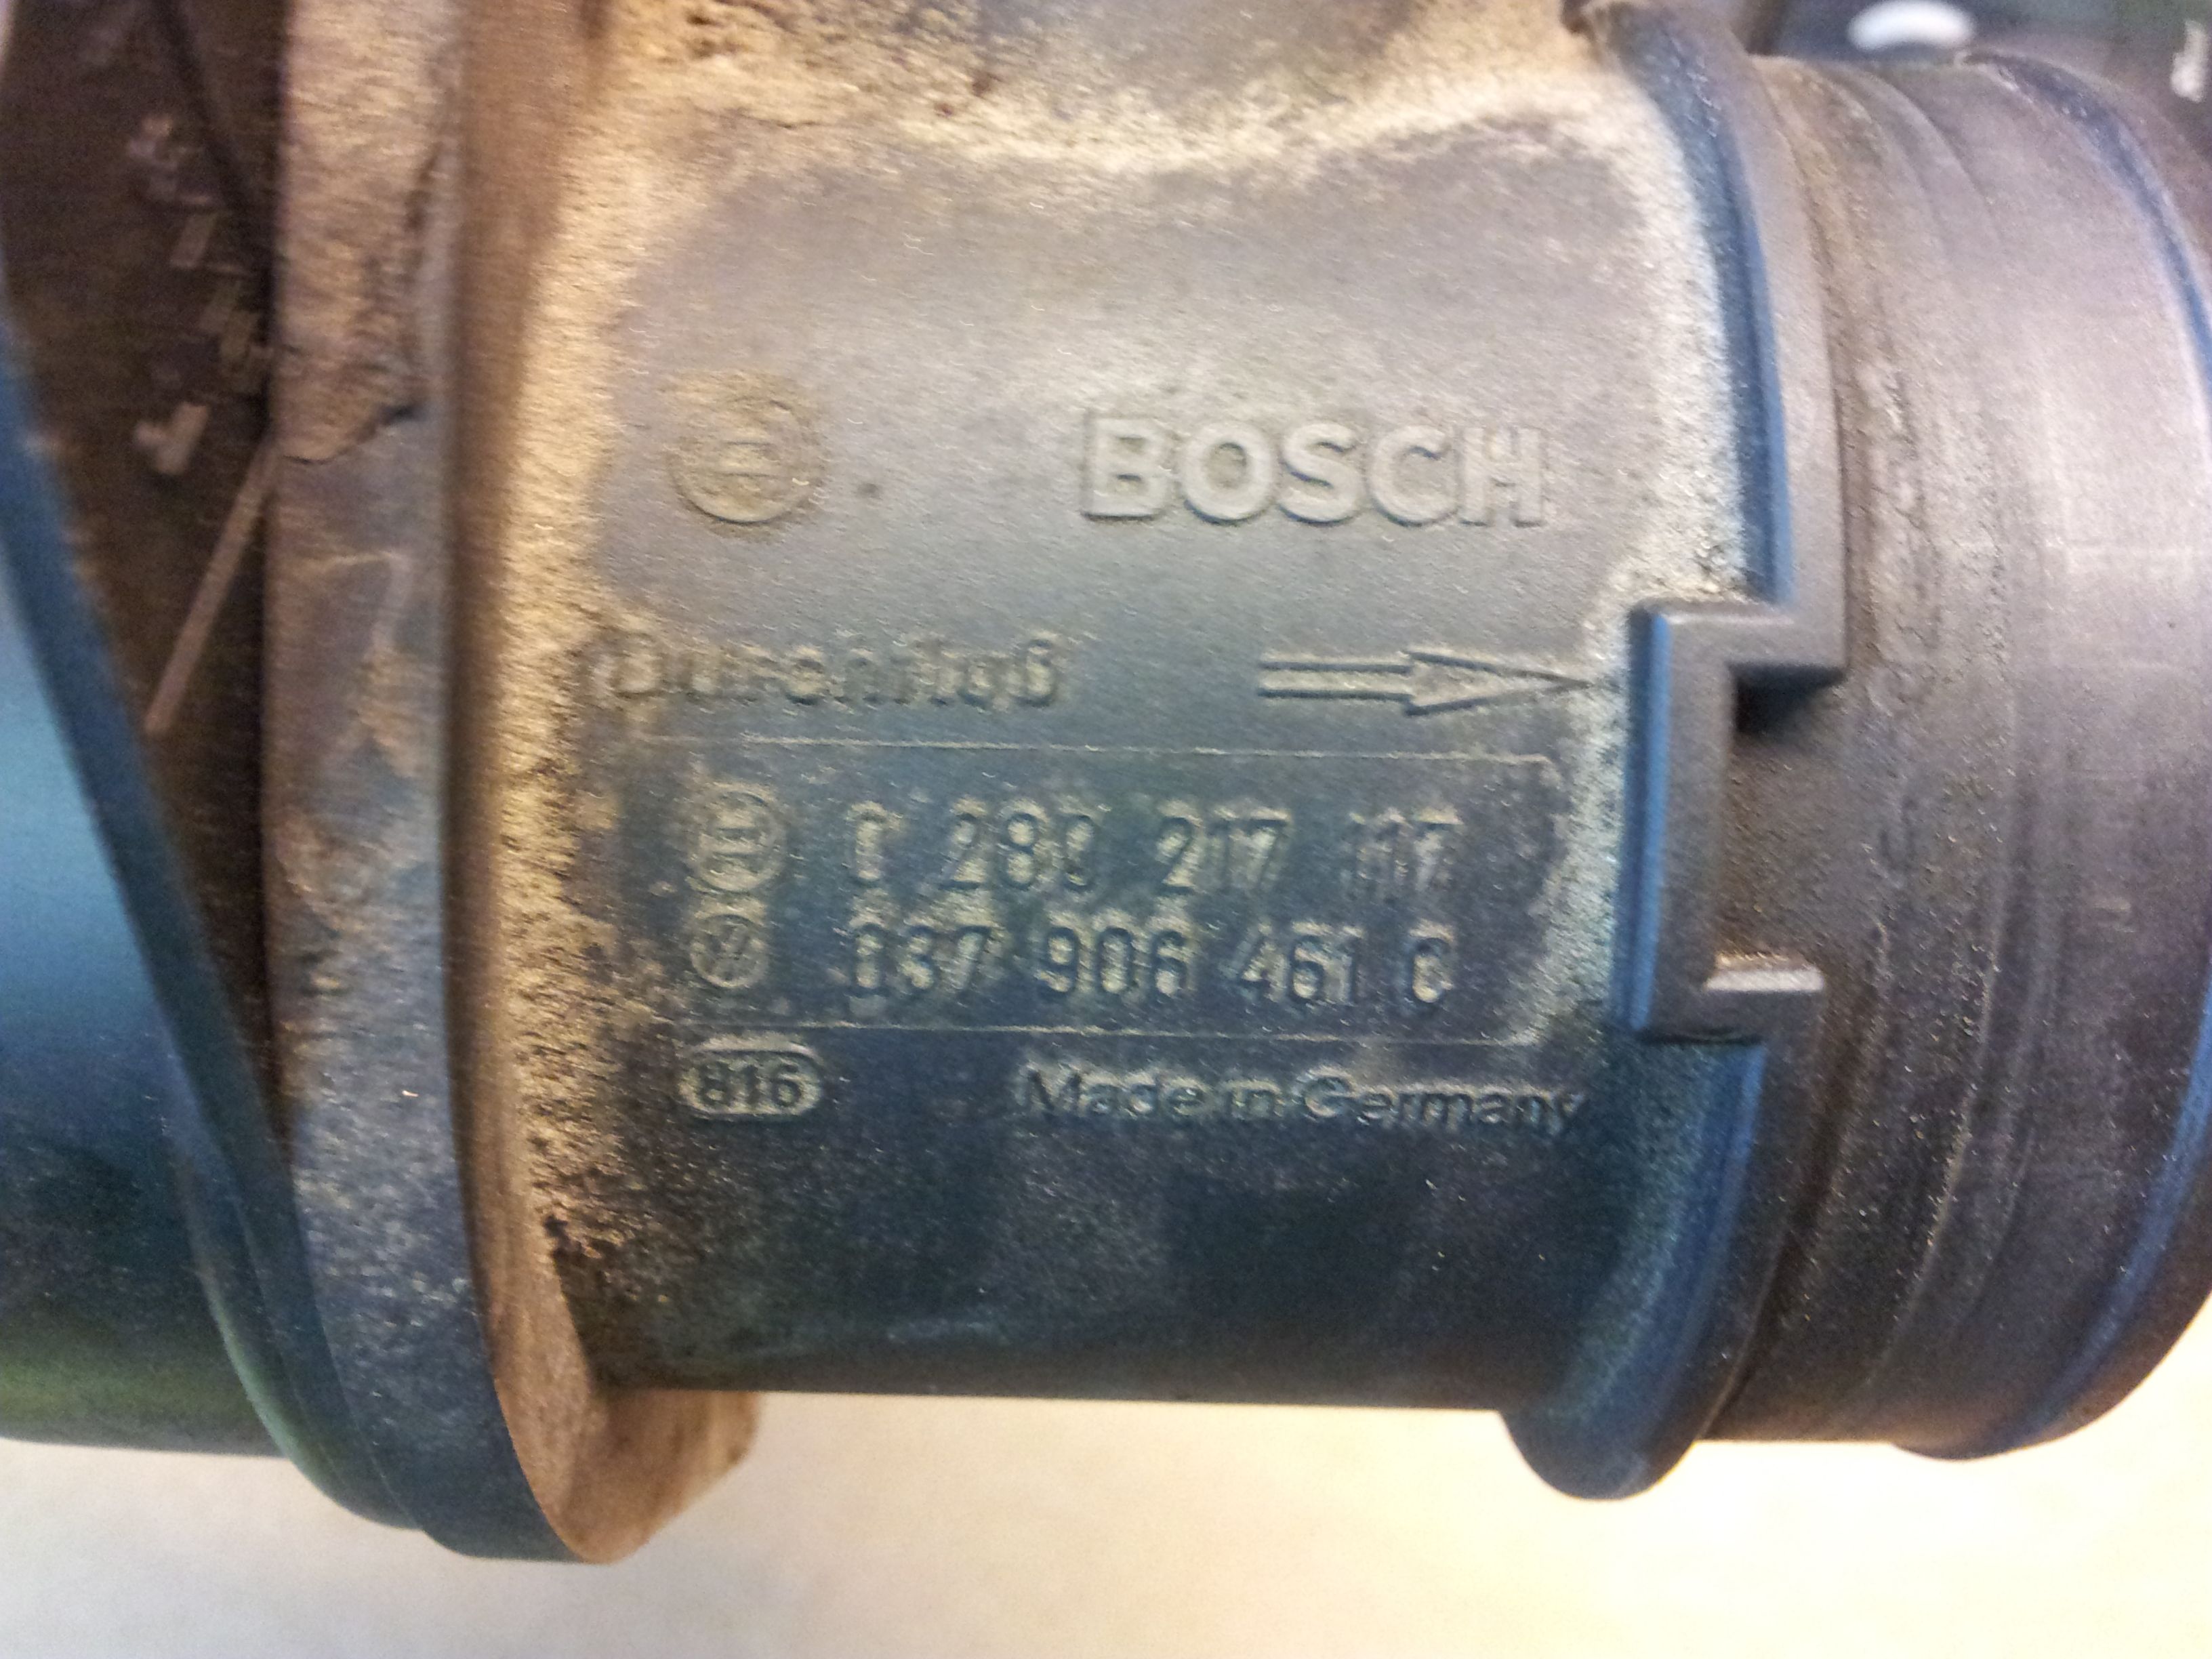 BOSCH
Durchfluß
0 280 217 117
037 906 461 C
816 Made in Germany